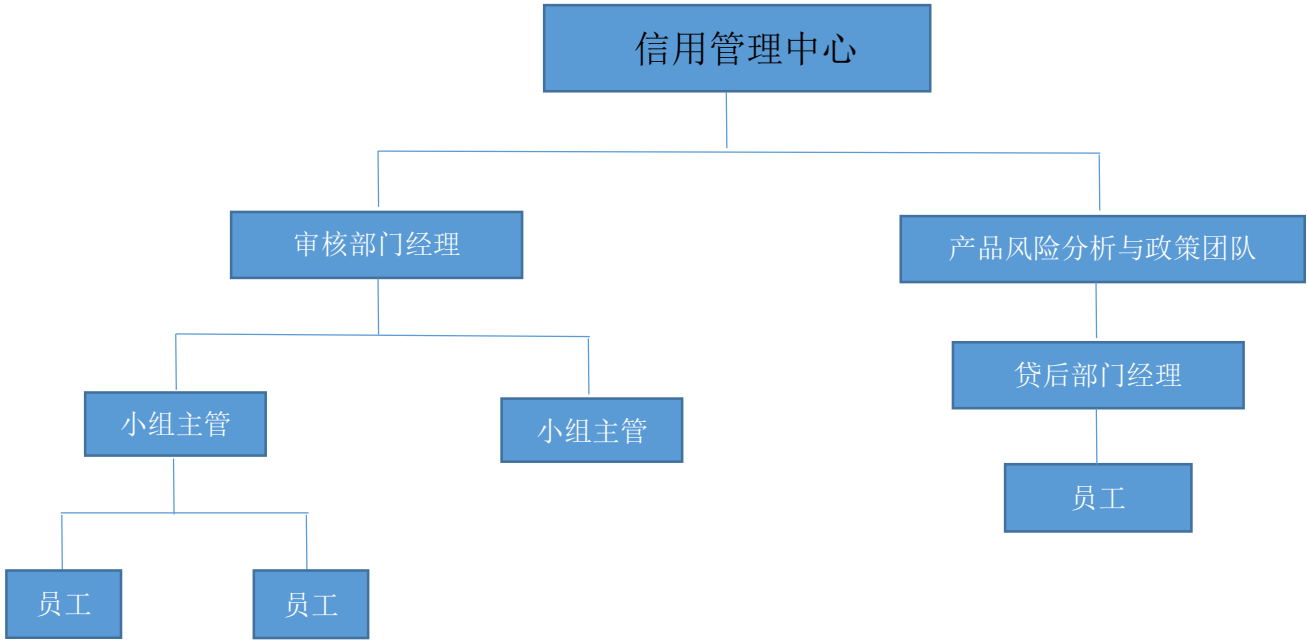 信用管理中心
审核部门经理
产品风险分析与政策团队
贷后部门经理
小组主管
小组主管
员工
员工
员工